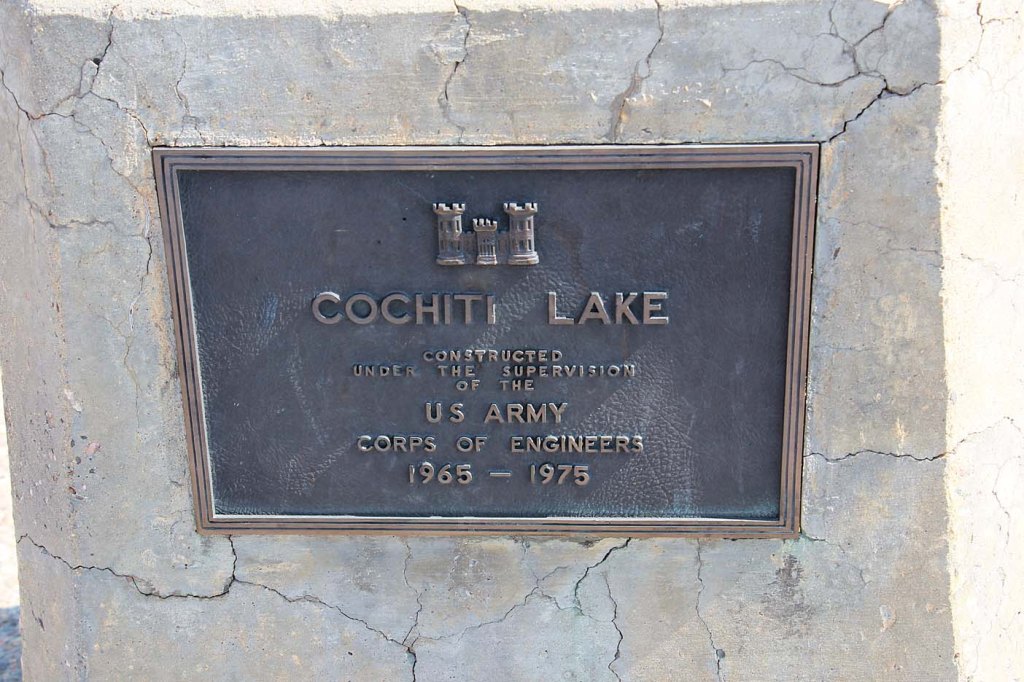 COCHITI LAKE
CONSTRUCTED
UNDER THE SUPERVISION
OF THE
US ARMY
CORPS OF ENGINEERS
1965 – 1975